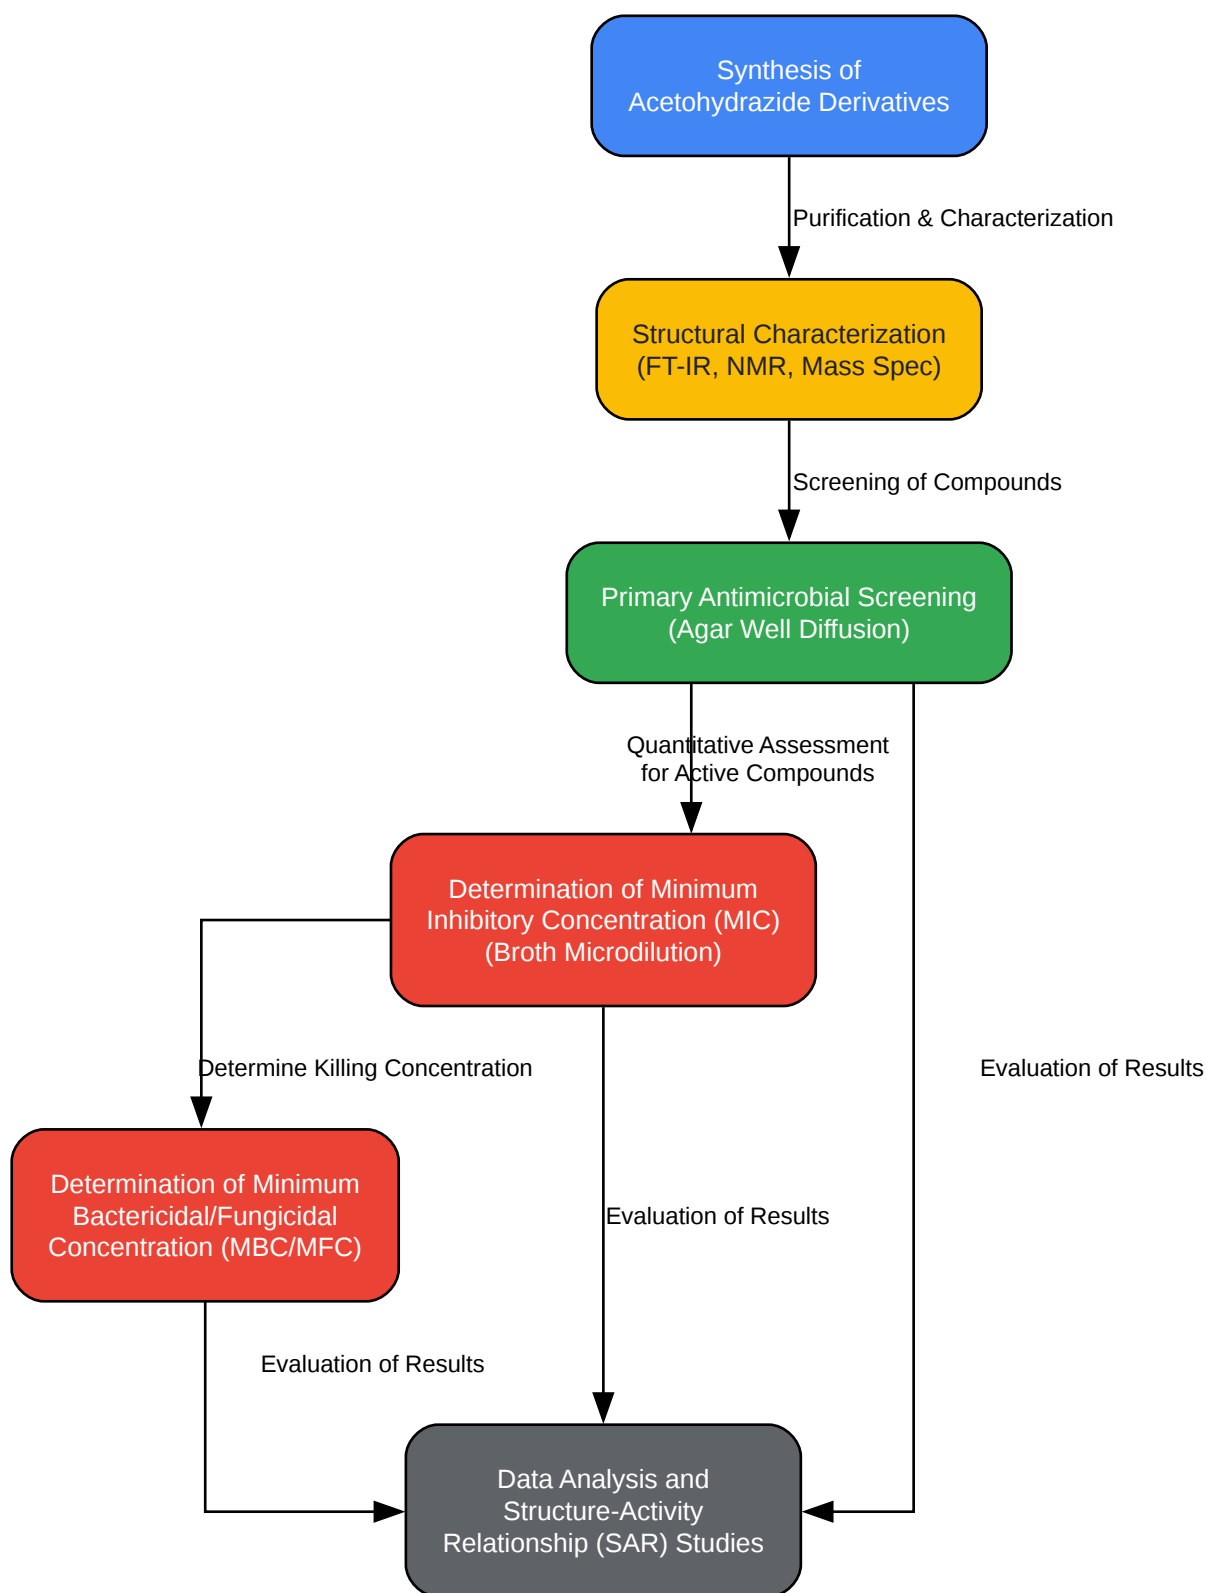 Synthesis of
Acetohydrazide Derivatives
Purification & Characterization
Structural Characterization
(FT-IR, NMR, Mass Spec)
Screening of Compounds
Primary Antimicrobial Screening
(Agar Well Diffusion)
Quantitative Assessment
for Active Compounds
Determination of Minimum
Inhibitory Concentration (MIC)
(Broth Microdilution)
Determine Killing Concentration
Evaluation of Results
Determination of Minimum
Bactericidal/Fungicidal
Concentration (MBC/MFC)
Evaluation of Results
Evaluation of Results
Data Analysis and
Structure-Activity
Relationship (SAR) Studies